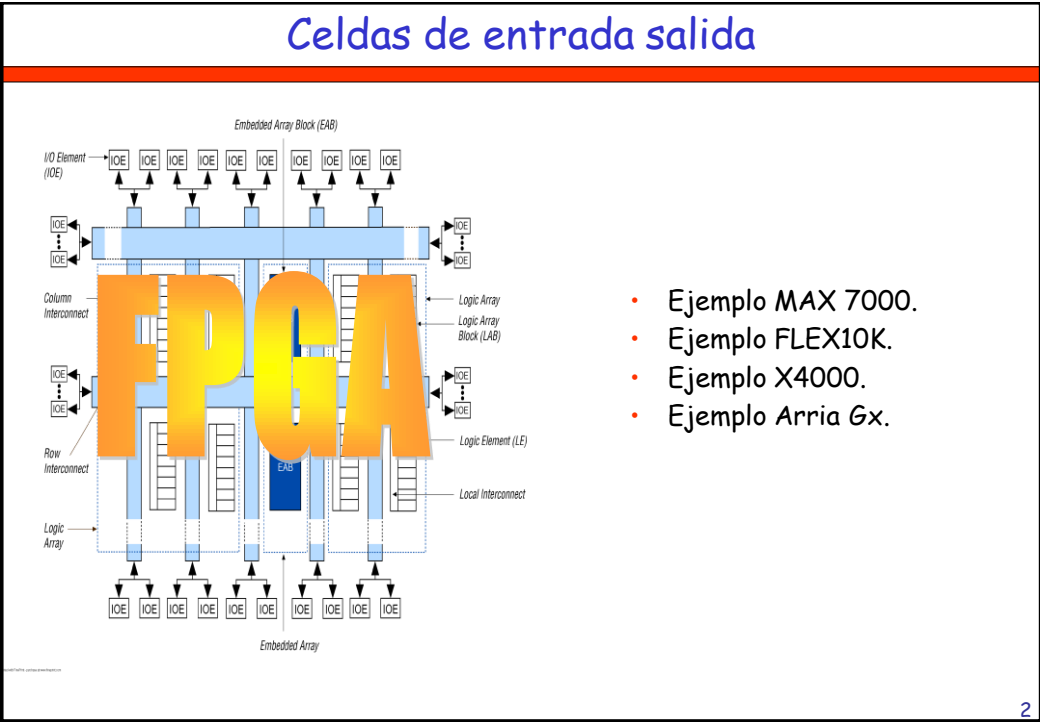 Celdas de entrada salida
Embedded Array Block (EAB)
I/O Element
(IOE)
IOE IOE IOE IOE IOE IOE IOE IOE IOE IOE
IOE IOE
IOE IOE
Column
Interconnect
Logic Array
Logic Array
Block (LAB)
FPGA
IOE IOE
IOE IOE
Row
Interconnect
Logic Element (LE)
EAB
Local Interconnect
Logic
Array
IOE IOE IOE IOE IOE IOE IOE IOE IOE IOE
Embedded Array
• Ejemplo MAX 7000.
• Ejemplo FLEX10K.
• Ejemplo X4000.
• Ejemplo Arria Gx.
2